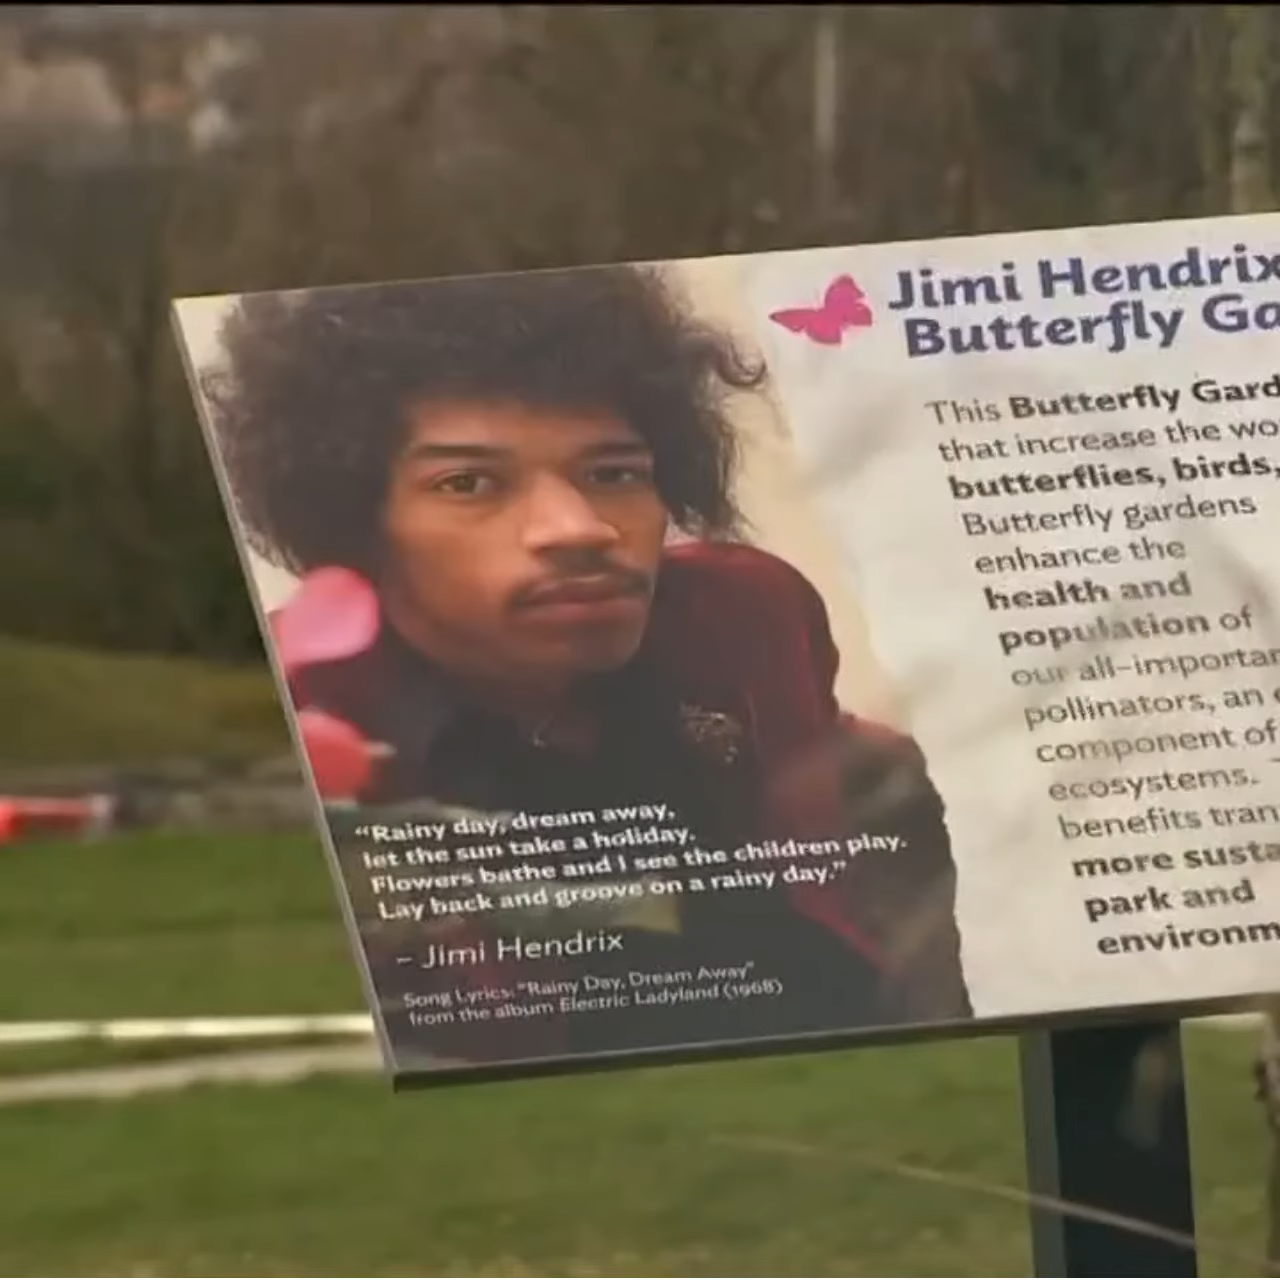 Jimi Hendrix
Butterfly Ga
This Butterfly Gard
that increase the wo
butterflies, birds,
Butterfly gardens
enhance the
health and
population of
our all-importan
pollinators, an
component of
ecosystems.
benefits tran
more susta
park and
environm
“Rainy day, dream away,
let the sun take a holiday.
Flowers bathe and I see the children play.
Lay back and groove on a rainy day.”
– Jimi Hendrix
Song Lyrics: “Rainy Day, Dream Away”
from the album Electric Ladyland (1968)